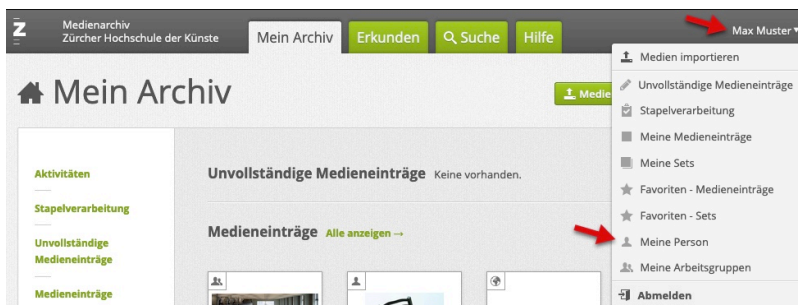 Medienarchiv
Zürcher Hochschule der Künste
Mein Archiv
Erkunden
Suche
Hilfe
Max Muster
Mein Archiv
Medie
Medien importieren
Unvollständige Medieneinträge
Stapelverarbeitung
Meine Medieneinträge
Meine Sets
Favoriten - Medieneinträge
Favoriten - Sets
Meine Person
Meine Arbeitsgruppen
Abmelden
Aktivitäten
Stapelverarbeitung
Unvollständige
Medieneinträge
Medieneinträge
Unvollständige Medieneinträge Keine vorhanden.
Medieneinträge Alle anzeigen →